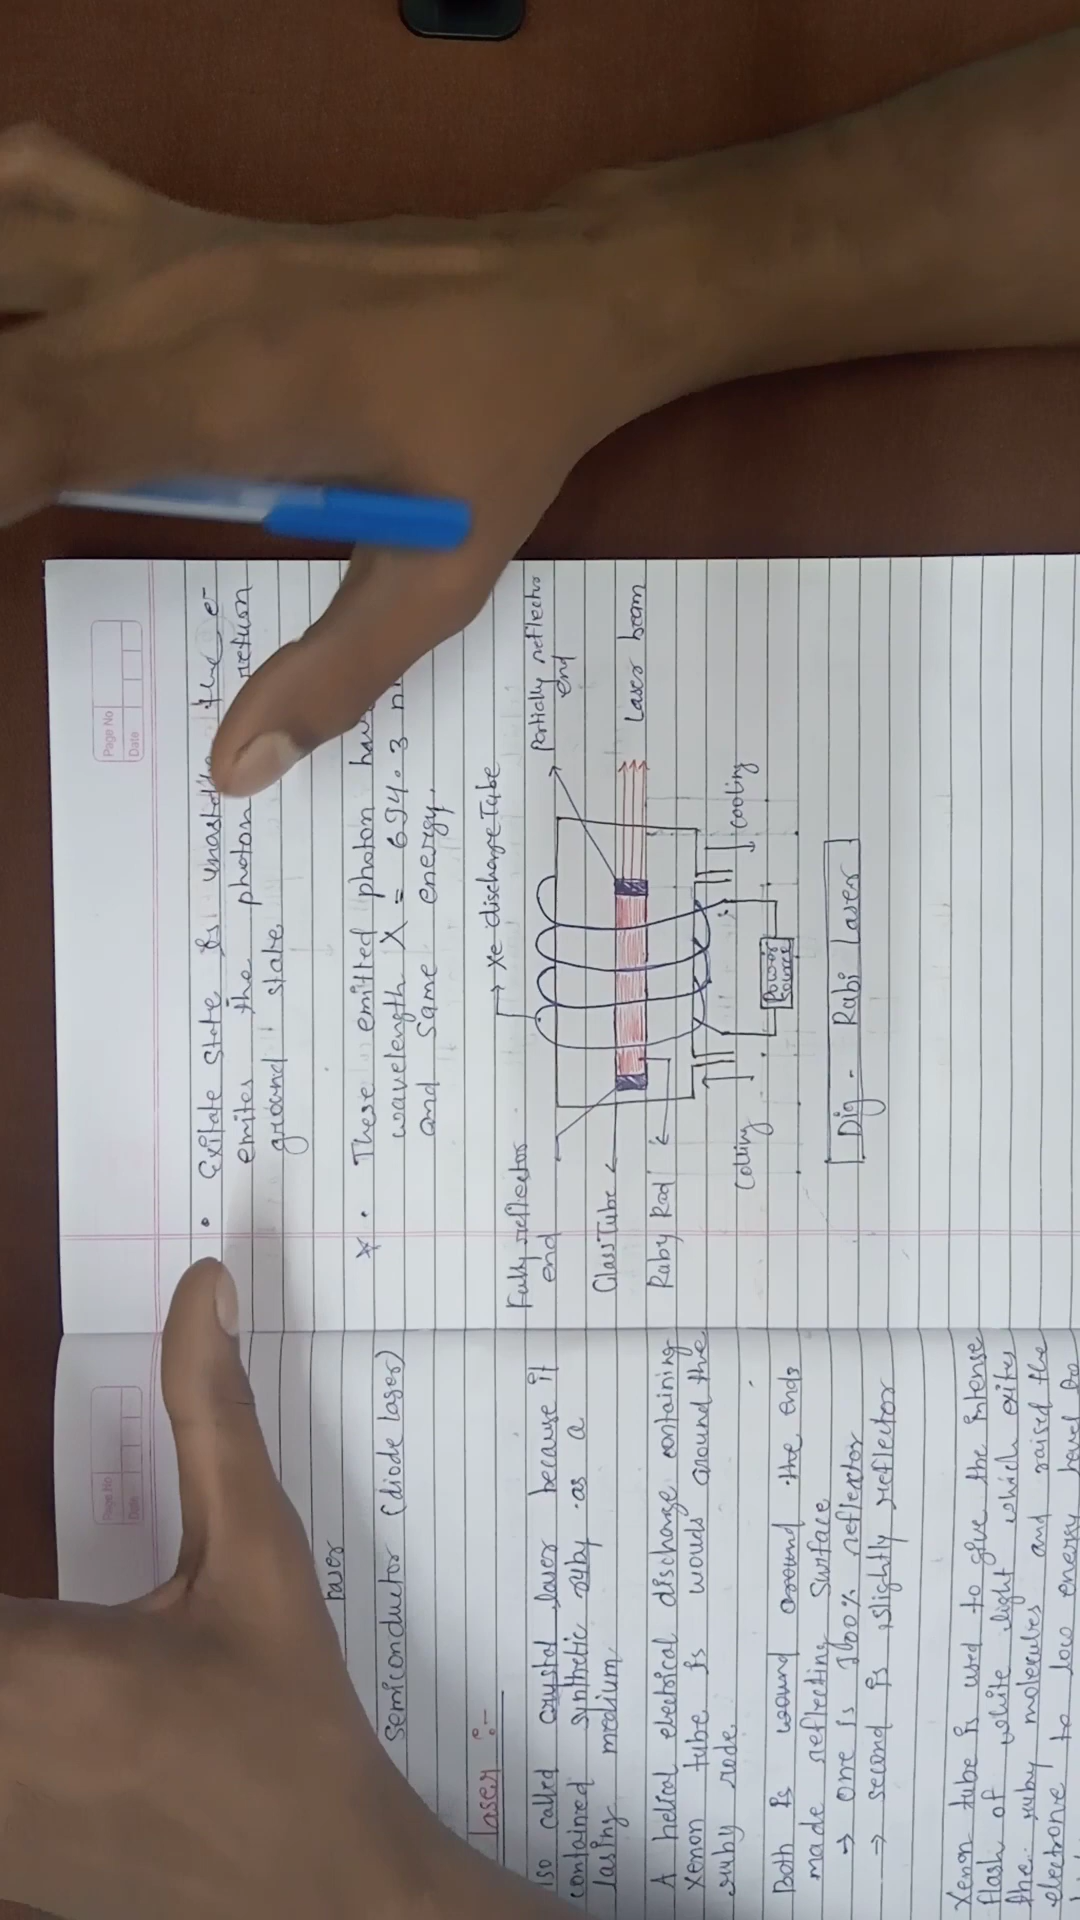 Page No
Date
laser
Semiconductor (diode laser)
laser :-
lso called crystal laser because it
contained synthetic ruby as a
lasing medium.
A helical electrical discharge containing
xenon tube is wouds around the
ruby rode.
Both is wound around the ends
made reflecting surface
→ one is 100% reflector
→ second is slightly reflector
Xenon tube is used to give the intense
flash of white light which exites
the ruby molecules and raised the
electrone to low energy level to
Page No
Date
• Exitate State is the e-
emites the photon return
ground state.
* • These emitted photon hav
wavelength λ = 694.3 n
and same energy.
→ Xe-discharge Tube
Fully reflector
end
Partially reflector
end
Glass Tube
Ruby Rod
Laser beam
Colling
Cooling
Power
source
Dig - Rabi laser